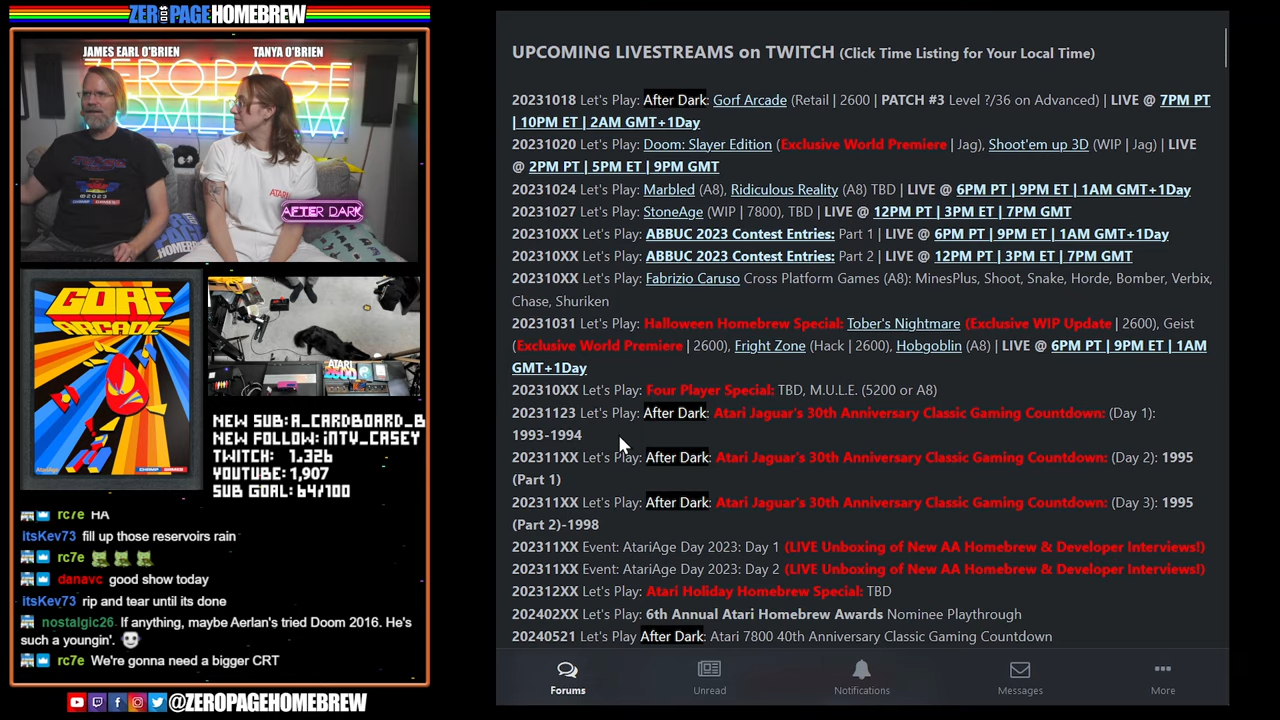 ZEROPAGEHOMEBREW
JAMES EARL O'BRIEN
TANYA O'BRIEN
ZEROPAGE
HOMEBREW
ATARI
AFTER DARK
GORF
ARCADE
AtariAge
CHAMP GAMES
ATARI
2600
NEW SUB: A_CARDBOARD_B
NEW FOLLOW: INTV_CASEY
TWITCH: 1,326
YOUTUBE: 1,907
SUB GOAL: 64/100
rc7e HA
ItsKev73 fill up those reservoirs rain
rc7e
danavc good show today
ItsKev73 rip and tear until its done
nostalgic26 If anything, maybe Aerlan's tried Doom 2016. He's
such a youngin'.
rc7e We're gonna need a bigger CRT
@ZEROPAGEHOMEBREW
UPCOMING LIVESTREAMS on TWITCH (Click Time Listing for Your Local Time)
20231018 Let's Play: After Dark: Gorf Arcade (Retail | 2600 | PATCH #3 Level ?/36 on Advanced) | LIVE @ 7PM PT
| 10PM ET | 2AM GMT+1Day
20231020 Let's Play: Doom: Slayer Edition (Exclusive World Premiere | Jag), Shoot'em up 3D (WIP | Jag) | LIVE
@ 2PM PT | 5PM ET | 9PM GMT
20231024 Let's Play: Marbled (A8), Ridiculous Reality (A8) TBD | LIVE @ 6PM PT | 9PM ET | 1AM GMT+1Day
20231027 Let's Play: StoneAge (WIP | 7800), TBD | LIVE @ 12PM PT | 3PM ET | 7PM GMT
202310XX Let's Play: ABBUC 2023 Contest Entries: Part 1 | LIVE @ 6PM PT | 9PM ET | 1AM GMT+1Day
202310XX Let's Play: ABBUC 2023 Contest Entries: Part 2 | LIVE @ 12PM PT | 3PM ET | 7PM GMT
202310XX Let's Play: Fabrizio Caruso Cross Platform Games (A8): MinesPlus, Shoot, Snake, Horde, Bomber, Verbix,
Chase, Shuriken
20231031 Let's Play: Halloween Homebrew Special: Tober's Nightmare (Exclusive WIP Update | 2600), Geist
(Exclusive World Premiere | 2600), Fright Zone (Hack | 2600), Hobgoblin (A8) | LIVE @ 6PM PT | 9PM ET | 1AM
GMT+1Day
202310XX Let's Play: Four Player Special: TBD, M.U.L.E. (5200 or A8)
20231123 Let's Play: After Dark: Atari Jaguar's 30th Anniversary Classic Gaming Countdown: (Day 1):
1993-1994
202311XX Let's Play: After Dark: Atari Jaguar's 30th Anniversary Classic Gaming Countdown: (Day 2): 1995
(Part 1)
202311XX Let's Play: After Dark: Atari Jaguar's 30th Anniversary Classic Gaming Countdown: (Day 3): 1995
(Part 2)-1998
202311XX Event: AtariAge Day 2023: Day 1 (LIVE Unboxing of New AA Homebrew & Developer Interviews!)
202311XX Event: AtariAge Day 2023: Day 2 (LIVE Unboxing of New AA Homebrew & Developer Interviews!)
202312XX Let's Play: Atari Holiday Homebrew Special: TBD
202402XX Let's Play: 6th Annual Atari Homebrew Awards Nominee Playthrough
20240521 Let's Play After Dark: Atari 7800 40th Anniversary Classic Gaming Countdown
Forums
Unread
Notifications
Messages
More